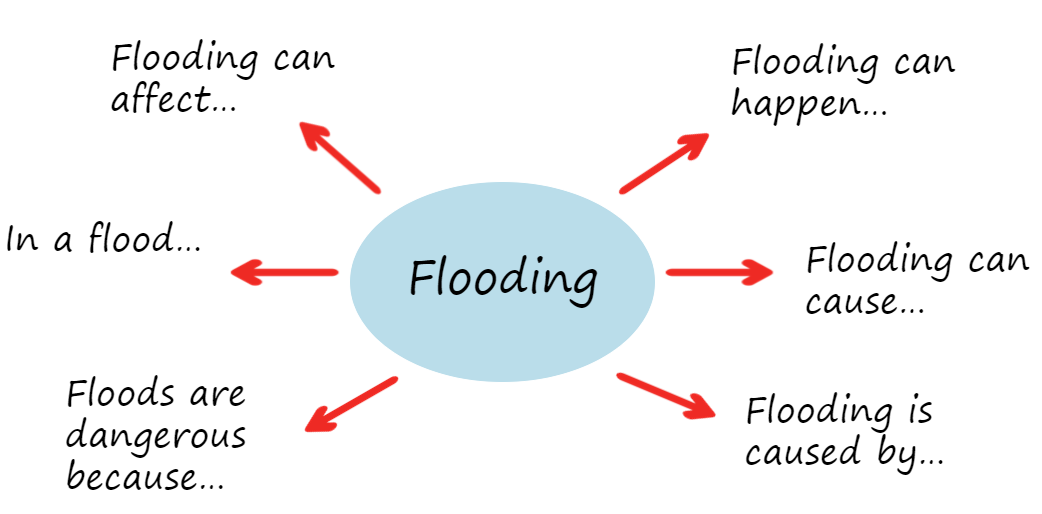 Flooding can
affect...
Flooding can
happen...
In a flood...
Flooding
Flooding can
cause...
Floods are
dangerous
because...
Flooding is
caused by...